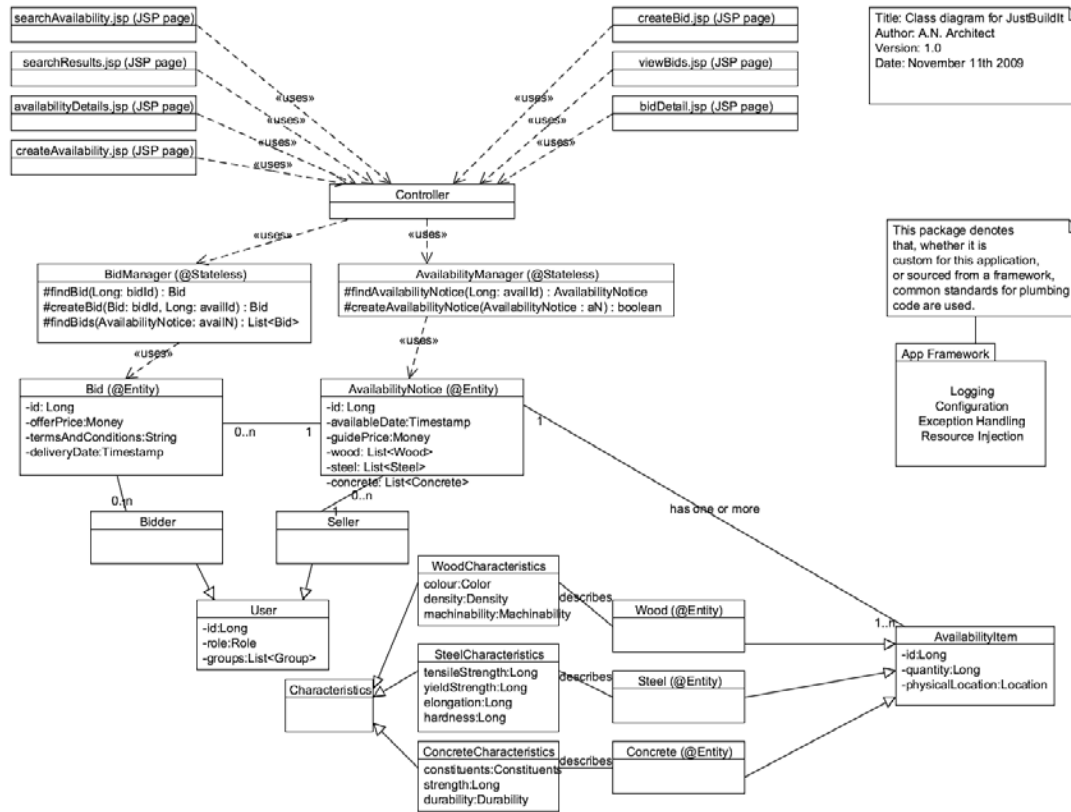 searchAvailability.jsp (JSP page)
searchResults.jsp (JSP page)
availabilityDetails.jsp (JSP page)
createAvailability.jsp (JSP page)
createBid.jsp (JSP page)
viewBids.jsp (JSP page)
bidDetail.jsp (JSP page)
Title: Class diagram for JustBuildIt
Author: A.N. Architect
Version: 1.0
Date: November 11th 2009
«uses»
«uses»
«uses»
«uses»
«uses»
«uses»
«uses»
Controller
«uses»
«uses»
BidManager (@Stateless)
#findBid(Long: bidId) : Bid
#createBid(Bid: bidId, Long: availId) : Bid
#findBids(AvailabilityNotice: availN) : List<Bid>
AvailabilityManager (@Stateless)
#findAvailabilityNotice(Long: availId) : AvailabilityNotice
#createAvailabilityNotice(AvailabilityNotice : aN) : boolean
This package denotes
that, whether it is
custom for this application,
or sourced from a framework,
common standards for plumbing
code are used.
App Framework
Logging
Configuration
Exception Handling
Resource Injection
«uses»
«uses»
Bid (@Entity)
-id: Long
-offerPrice:Money
-termsAndConditions:String
-deliveryDate:Timestamp
0..n
1
AvailabilityNotice (@Entity)
-id: Long
-availableDate:Timestamp
-guidePrice:Money
-wood: List<Wood>
-steel: List<Steel>
-concrete: List<Concrete>
1
has one or more
1..n
0..n
0..n
1
Bidder
Seller
User
-id:Long
-role:Role
-groups:List<Group>
Characteristics
WoodCharacteristics
colour:Color
density:Density
machinability:Machinability
describes
Wood (@Entity)
SteelCharacteristics
tensileStrength:Long
yieldStrength:Long
elongation:Long
hardness:Long
describes
Steel (@Entity)
ConcreteCharacteristics
constituents:Constituents
strength:Long
durability:Durability
describes
Concrete (@Entity)
AvailabilityItem
-id:Long
-quantity:Long
-physicalLocation:Location